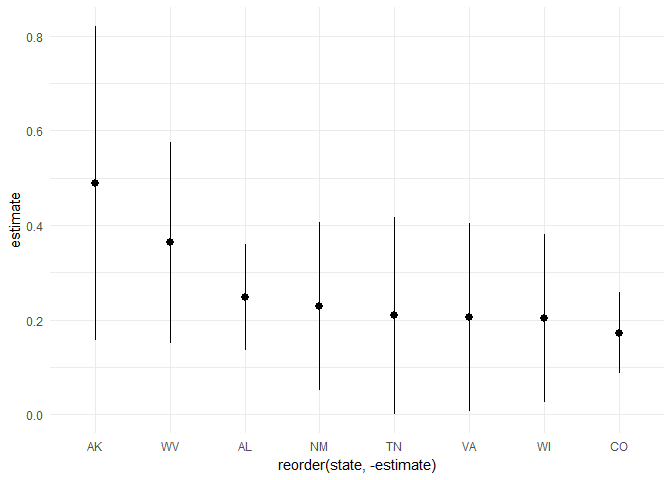 estimate
0.8
0.6
0.4
0.2
0.0
AK WV AL NM TN VA WI CO
reorder(state, -estimate)